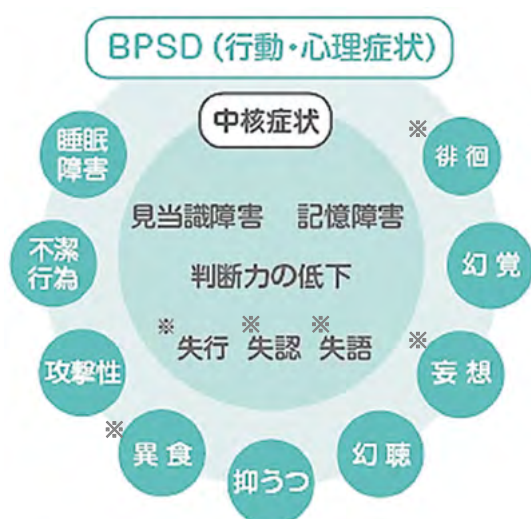 BPSD（行動・心理症状）
中核症状
見当識障害 記憶障害
判断力の低下
※失行 ※失認 ※失語
睡眠
障害
不潔
行為
攻撃性
※異食
抑うつ
幻聴
※妄想
幻覚
※徘徊